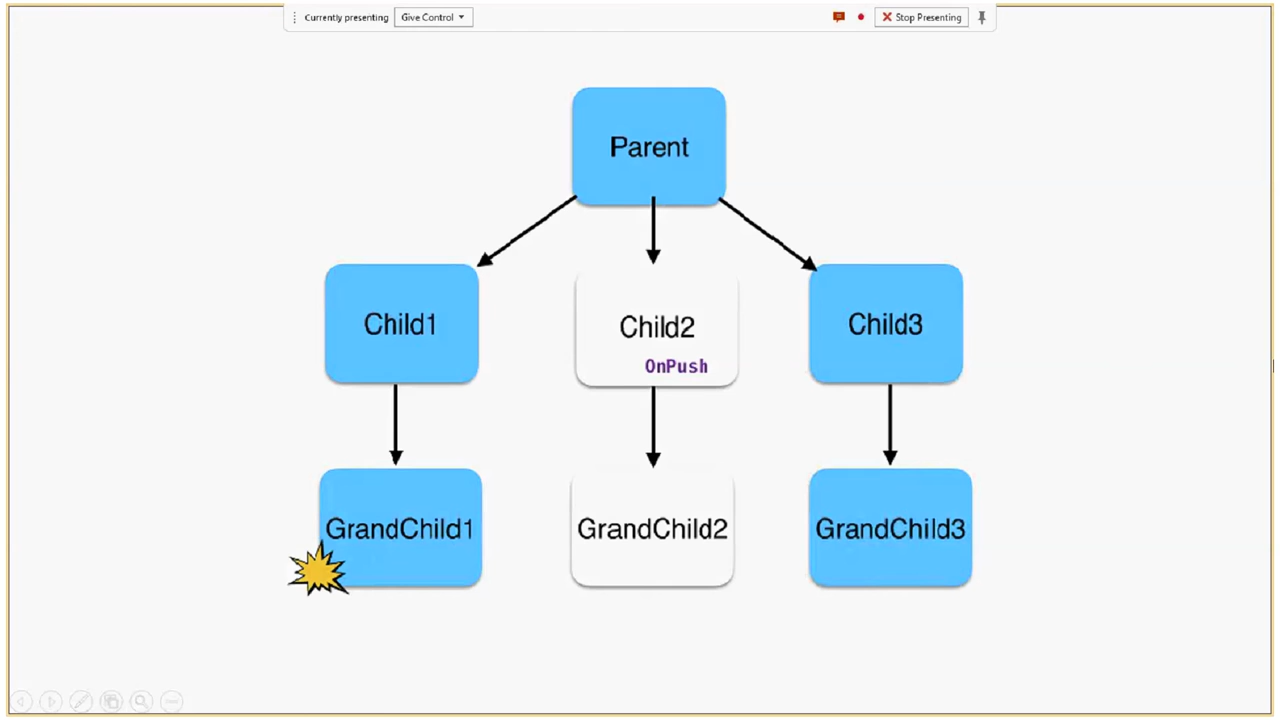 Currently presenting
Give Control
Stop Presenting
Parent
Child1
Child2
OnPush
Child3
GrandChild1
GrandChild2
GrandChild3